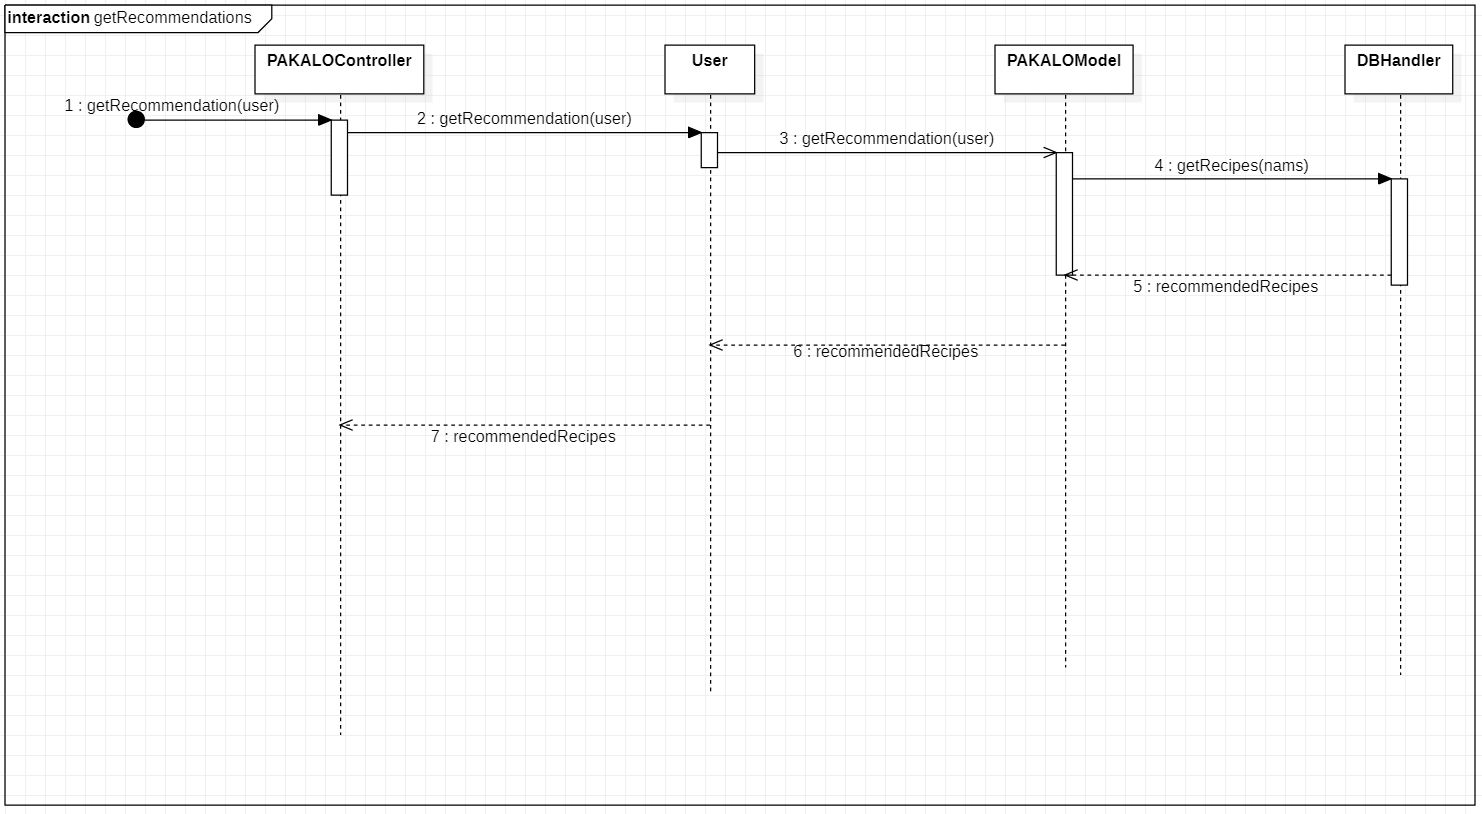 interaction getRecommendations
PAKALOController
User
PAKALOModel
DBHandler
1 : getRecommendation(user)
2 : getRecommendation(user)
3 : getRecommendation(user)
4 : getRecipes(nams)
5 : recommendedRecipes
6 : recommendedRecipes
7 : recommendedRecipes